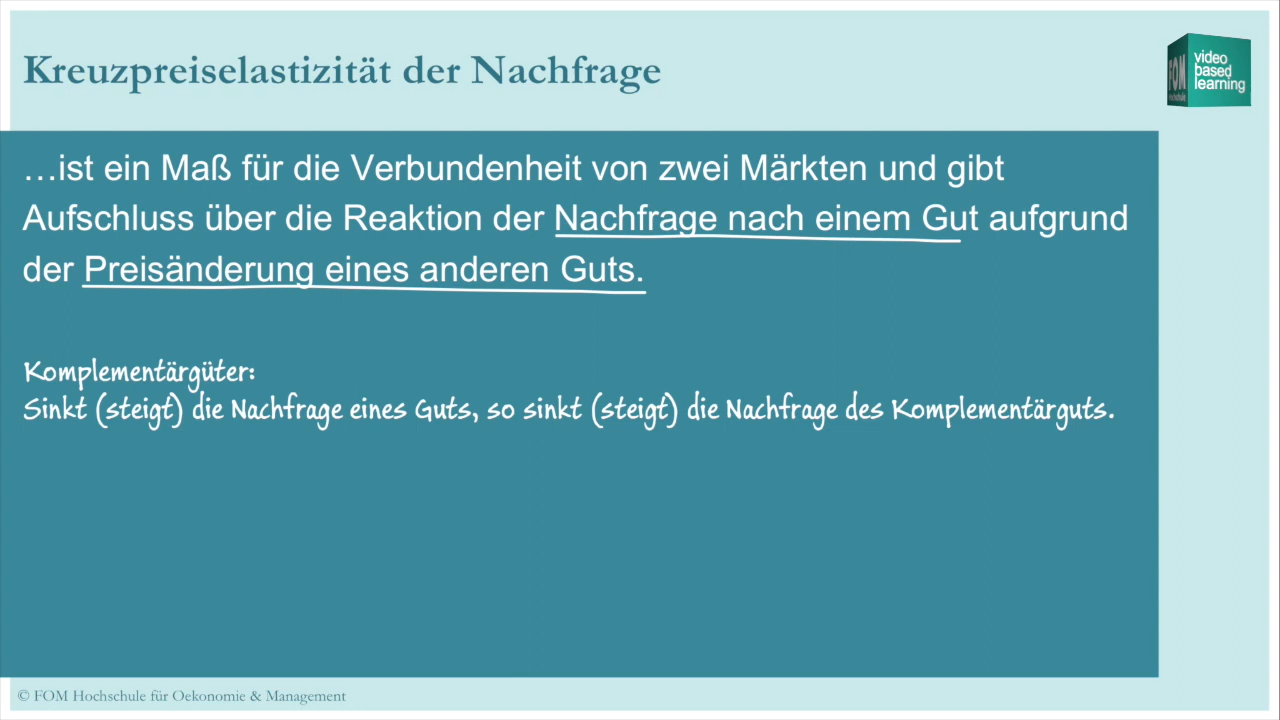 Kreuzpreiselastizität der Nachfrage
FOM
Hochschule
video
based
learning
…ist ein Maß für die Verbundenheit von zwei Märkten und gibt
Aufschluss über die Reaktion der Nachfrage nach einem Gut aufgrund
der Preisänderung eines anderen Guts.
Komplementärgüter:
Sinkt (steigt) die Nachfrage eines Guts, so sinkt (steigt) die Nachfrage des Komplementärguts.
© FOM Hochschule für Oekonomie & Management